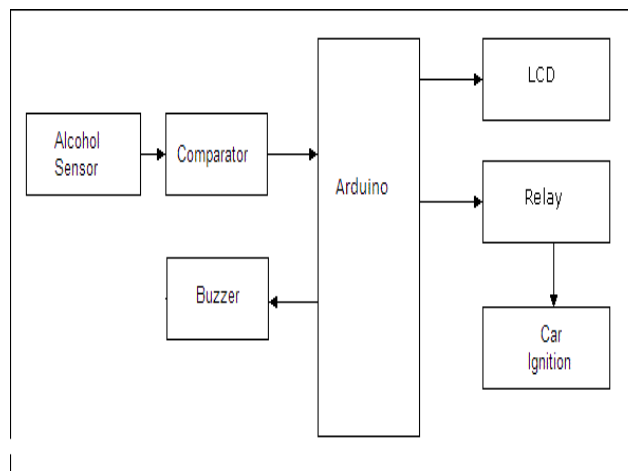 Alcohol
Sensor
Comparator
Arduino
LCD
Relay
Buzzer
Car
Ignition